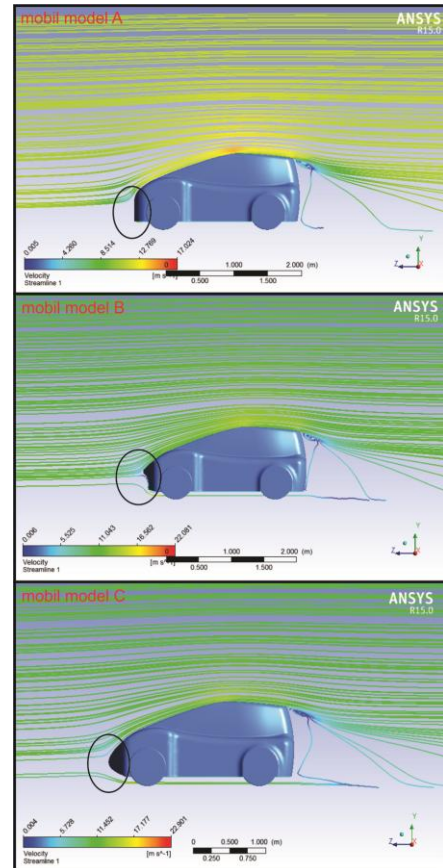 mobil model A
ANSYS
R15.0
0.005
4.260
8.514
12.769
17.024
Velocity
Streamline 1
[m s^-1]
0
1.000
2.000 (m)
0.500
1.500
Y
Z
X
mobil model B
ANSYS
R15.0
0.006
5.525
11.043
16.562
22.081
Velocity
Streamline 1
[m s^-1]
0
1.000
2.000 (m)
0.500
1.500
Y
Z
X
mobil model C
ANSYS
R15.0
0.004
5.728
11.452
17.177
22.901
Velocity
Streamline 1
[m s^-1]
0
0.500
1.000 (m)
0.250
0.750
Y
Z
X